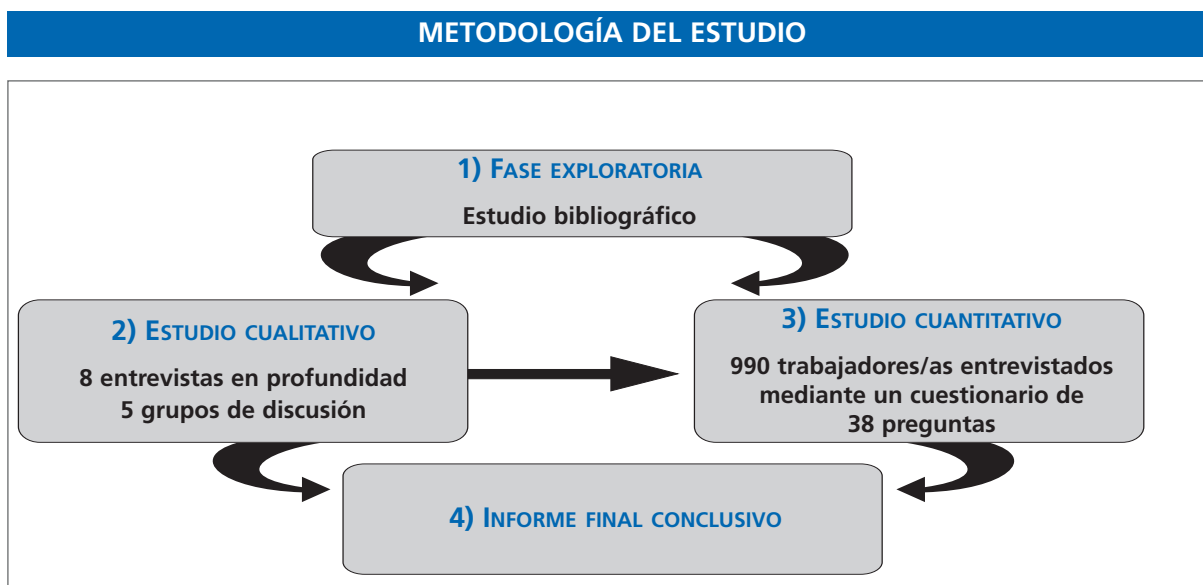 METODOLOGÍA DEL ESTUDIO
1) FASE EXPLORATORIA
Estudio bibliográfico
2) ESTUDIO CUALITATIVO
8 entrevistas en profundidad
5 grupos de discusión
3) ESTUDIO CUANTITATIVO
990 trabajadores/as entrevistados
mediante un cuestionario de
38 preguntas
4) INFORME FINAL CONCLUSIVO